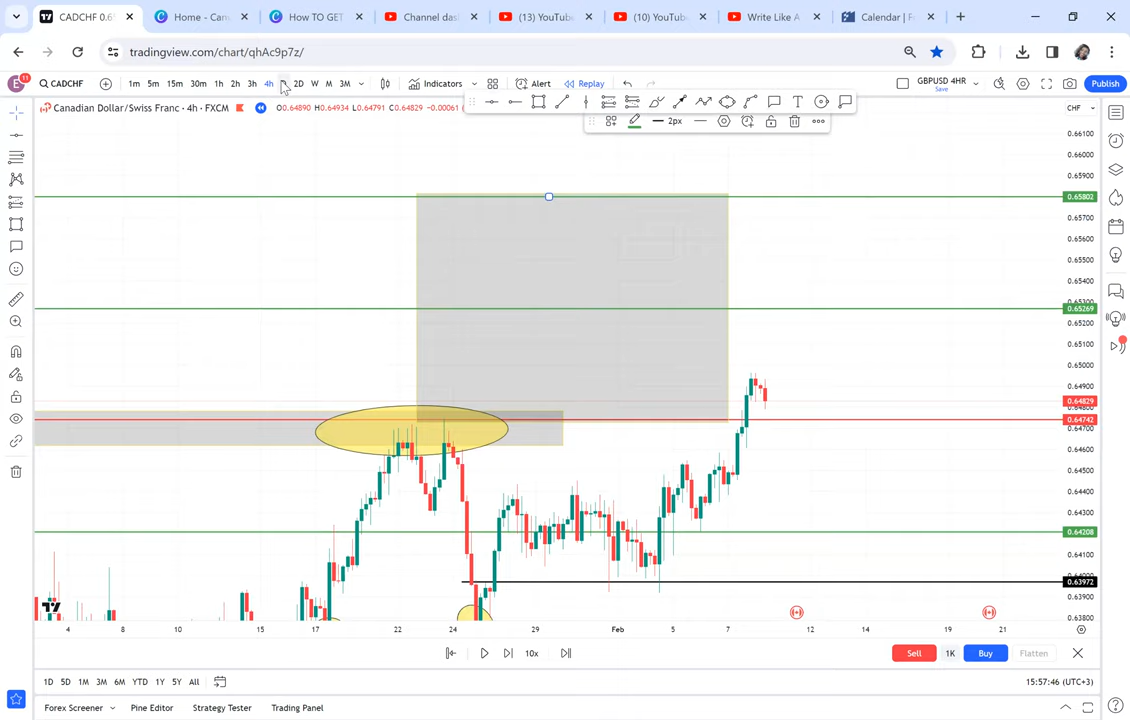 CADCHF 0.6
Home - Can
How TO GET
Channel das
(13) YouTub
(10) YouTub
Write Like A
Calendar | F
tradingview.com/chart/qhAc9p7z/
E
11
CADCHF
1m 5m 15m 30m 1h 2h 3h 4h D 2D W M 3M
Indicators
Alert
Replay
GBPUSD 4HR
Save
Publish
Canadian Dollar/Swiss Franc · 4h · FXCM
O0.64890 H0.64934 L0.64791 C0.64829 −0.00061
CHF
2px
0.66100
0.66000
0.65900
0.65802
0.65700
0.65600
0.65500
0.65400
0.65300
0.65269
0.65200
0.65100
0.65000
0.64900
0.64829
0.64800
0.64742
0.64700
0.64600
0.64500
0.64400
0.64300
0.64208
0.64100
0.64000
0.63972
0.63800
4 8 10 15 17 22 24 29 Feb 5 7 12 14 19 21
10x
Sell
1K
Buy
Flatten
1D 5D 1M 3M 6M YTD 1Y 5Y All
15:57:46 (UTC+3)
Forex Screener
Pine Editor
Strategy Tester
Trading Panel